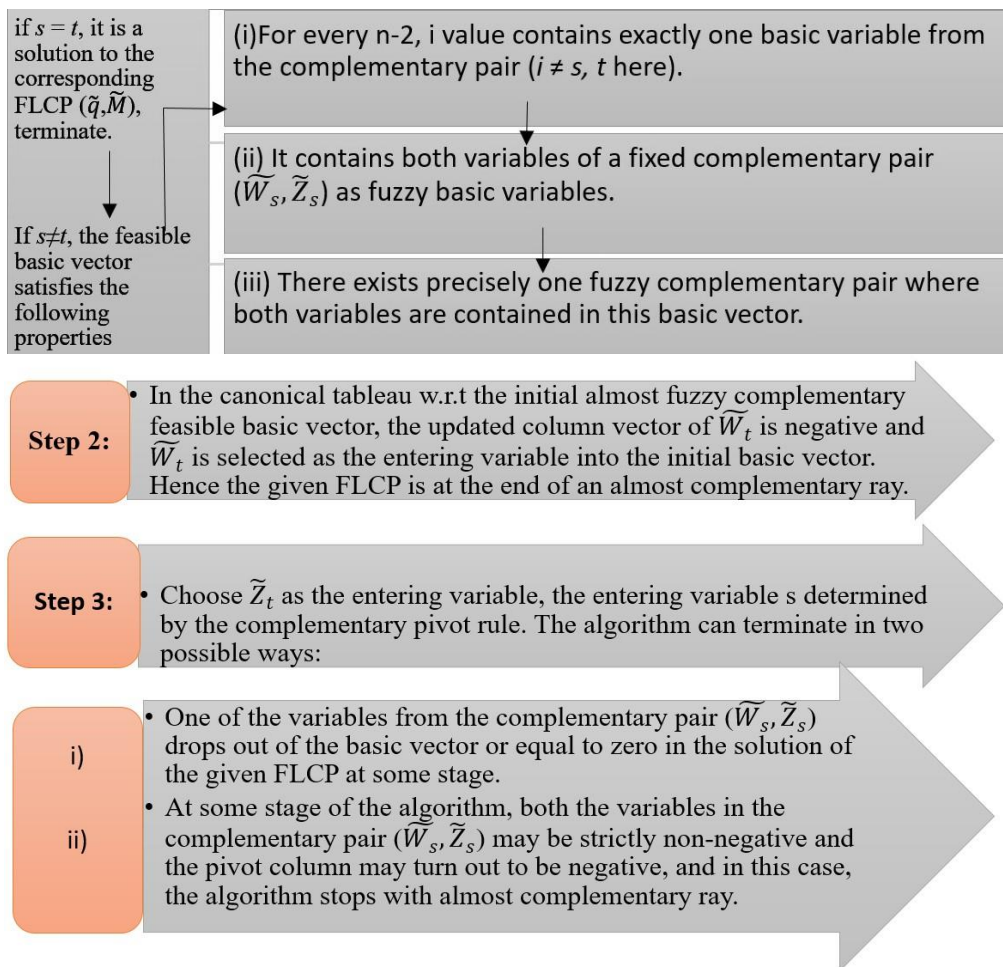 if s = t, it is a
solution to the
corresponding
FLCP (q̃,M̃),
terminate.
If s≠t, the feasible
basic vector
satisfies the
following
properties
(i)For every n-2, i value contains exactly one basic variable from
the complementary pair (i ≠ s, t here).
(ii) It contains both variables of a fixed complementary pair
(W̃ₛ, Z̃ₛ) as fuzzy basic variables.
(iii) There exists precisely one fuzzy complementary pair where
both variables are contained in this basic vector.
Step 2:
• In the canonical tableau w.r.t the initial almost fuzzy complementary
feasible basic vector, the updated column vector of W̃ₜ is negative and
W̃ₜ is selected as the entering variable into the initial basic vector.
Hence the given FLCP is at the end of an almost complementary ray.
Step 3:
• Choose Z̃ₜ as the entering variable, the entering variable s determined
by the complementary pivot rule. The algorithm can terminate in two
possible ways:
i)
• One of the variables from the complementary pair (W̃ₛ, Z̃ₛ)
drops out of the basic vector or equal to zero in the solution of
the given FLCP at some stage.
ii)
• At some stage of the algorithm, both the variables in the
complementary pair (W̃ₛ, Z̃ₛ) may be strictly non-negative and
the pivot column may turn out to be negative, and in this case,
the algorithm stops with almost complementary ray.